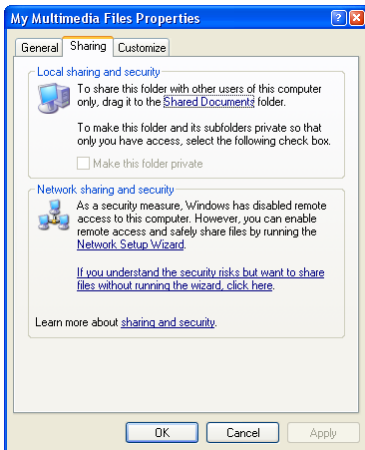 My Multimedia Files Properties
General Sharing Customize
Local sharing and security
To share this folder with other users of this computer
only, drag it to the Shared Documents folder.
To make this folder and its subfolders private so that
only you have access, select the following check box.
Make this folder private
Network sharing and security
As a security measure, Windows has disabled remote
access to this computer. However, you can enable
remote access and safely share files by running the
Network Setup Wizard.
If you understand the security risks but want to share
files without running the wizard, click here.
Learn more about sharing and security.
OK Cancel Apply